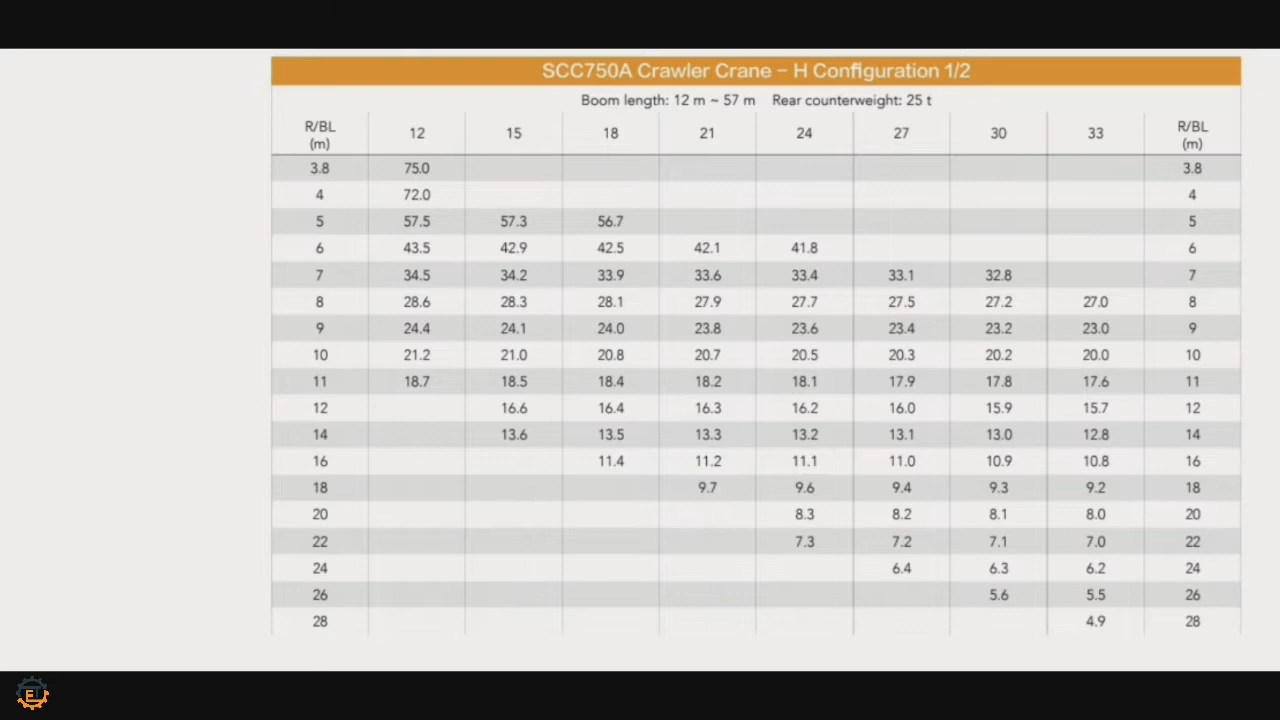 SCC750A Crawler Crane – H Configuration 1/2
Boom length: 12 m ~ 57 m Rear counterweight: 25 t
R/BL (m) 12 15 18 21 24 27 30 33 R/BL (m)
3.8 75.0 3.8
4 72.0 4
5 57.5 57.3 56.7 5
6 43.5 42.9 42.5 42.1 41.8 6
7 34.5 34.2 33.9 33.6 33.4 33.1 32.8 7
8 28.6 28.3 28.1 27.9 27.7 27.5 27.2 27.0 8
9 24.4 24.1 24.0 23.8 23.6 23.4 23.2 23.0 9
10 21.2 21.0 20.8 20.7 20.5 20.3 20.2 20.0 10
11 18.7 18.5 18.4 18.2 18.1 17.9 17.8 17.6 11
12 16.6 16.4 16.3 16.2 16.0 15.9 15.7 12
14 13.6 13.5 13.3 13.2 13.1 13.0 12.8 14
16 11.4 11.2 11.1 11.0 10.9 10.8 16
18 9.7 9.6 9.4 9.3 9.2 18
20 8.3 8.2 8.1 8.0 20
22 7.3 7.2 7.1 7.0 22
24 6.4 6.3 6.2 24
26 5.6 5.5 26
28 4.9 28
ET